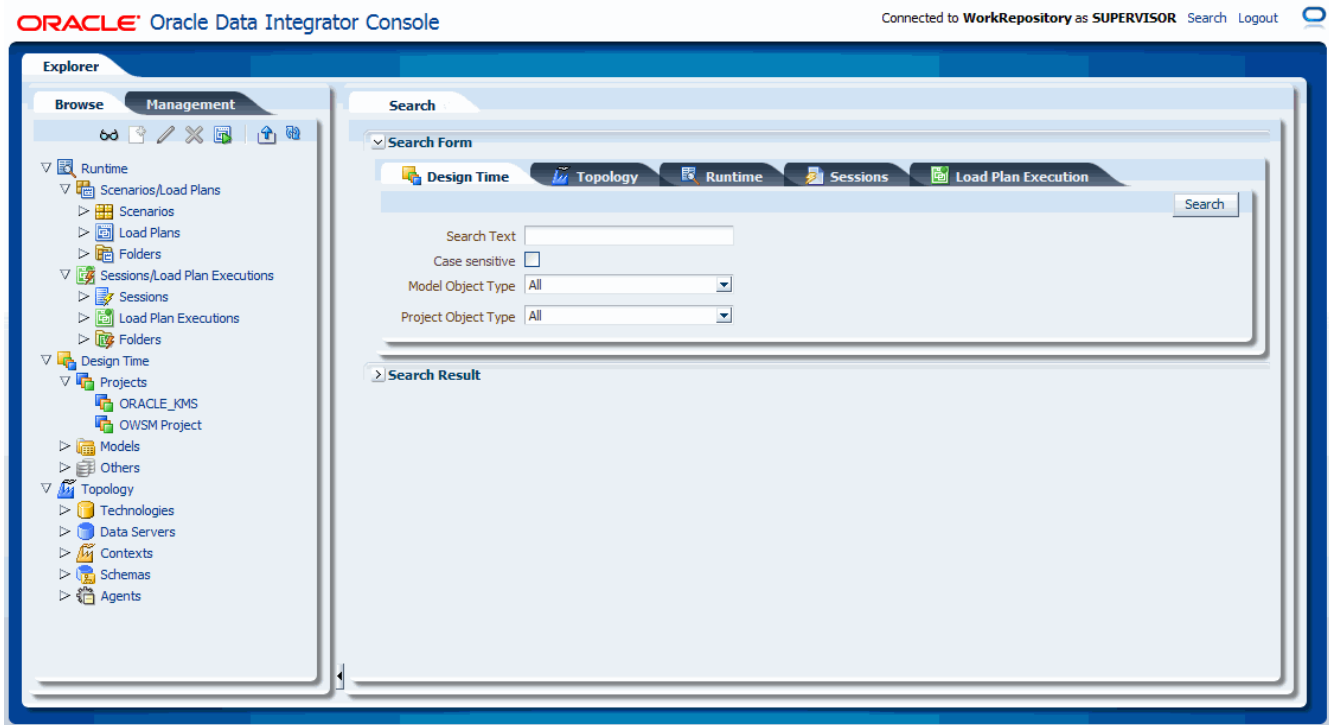 ORACLE Oracle Data Integrator Console
Connected to WorkRepository as SUPERVISOR Search Logout
Explorer
Browse Management
Runtime
Scenarios/Load Plans
Scenarios
Load Plans
Folders
Sessions/Load Plan Executions
Sessions
Load Plan Executions
Folders
Design Time
Projects
ORACLE_KMS
OWSM Project
Models
Others
Topology
Technologies
Data Servers
Contexts
Schemas
Agents
Search
Search Form
Design Time Topology Runtime Sessions Load Plan Execution
Search
Search Text
Case sensitive
Model Object Type All
Project Object Type All
Search Result